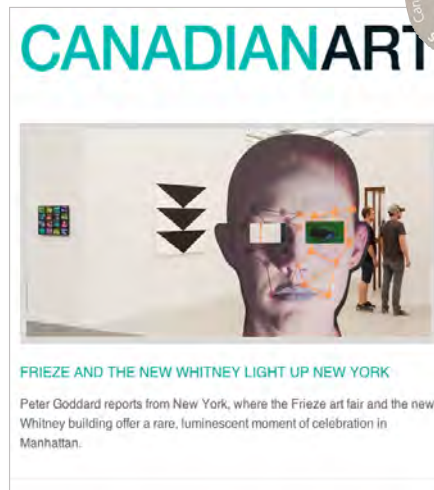 CANADIANART
FRIEZE AND THE NEW WHITNEY LIGHT UP NEW YORK
Peter Goddard reports from New York, where the Frieze art fair and the new
Whitney building offer a rare, luminescent moment of celebration in
Manhattan.